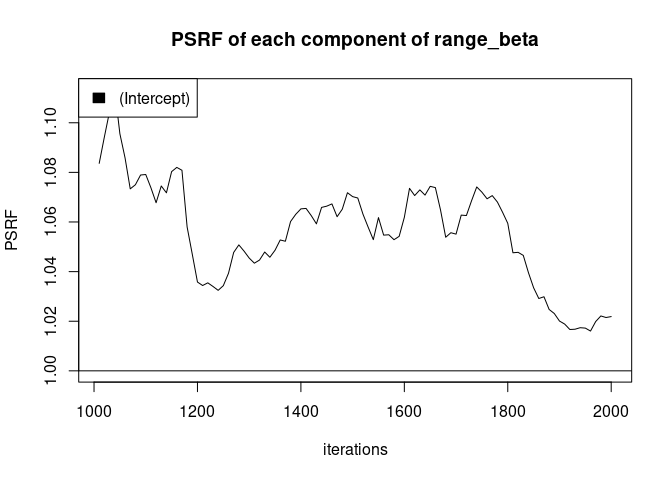 PSRF of each component of range_beta
(Intercept)
PSRF
1.10
1.08
1.06
1.04
1.02
1.00
1000 1200 1400 1600 1800 2000
iterations